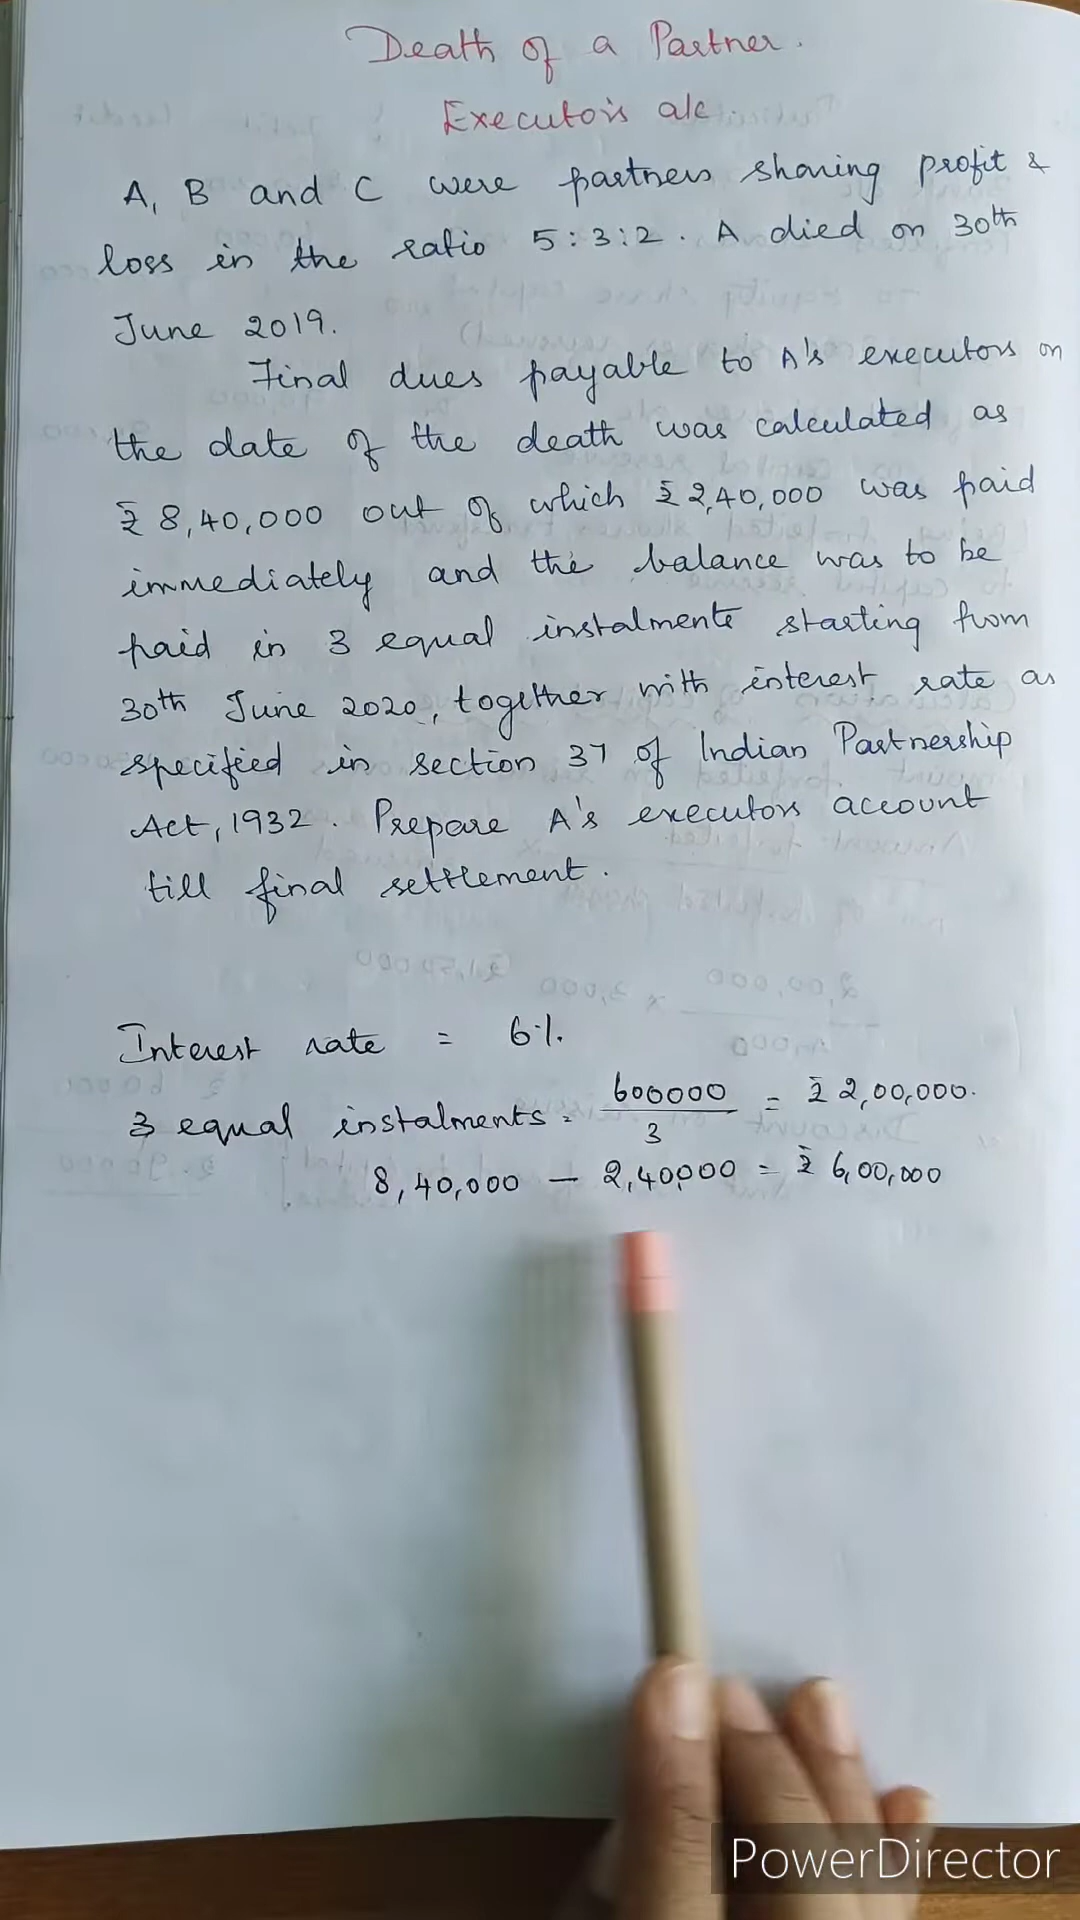 Death of a Partner.
Executors a/c.
A, B and C were partners sharing profit &
loss in the ratio 5:3:2. A died on 30th
June 2019.
Final dues payable to A's executors on
the date of the death was calculated as
₹ 8,40,000 out of which ₹ 2,40,000 was paid
immediately and the balance was to be
paid in 3 equal instalments starting from
30th June 2020, together with interest rate as
specified in section 37 of Indian Partnership
Act, 1932. Prepare A's executors account
till final settlement.
Interest rate = 6%.
3 equal instalments = 600000 / 3 = ₹ 2,00,000.
8,40,000 - 2,40,000 = ₹ 6,00,000
PowerDirector